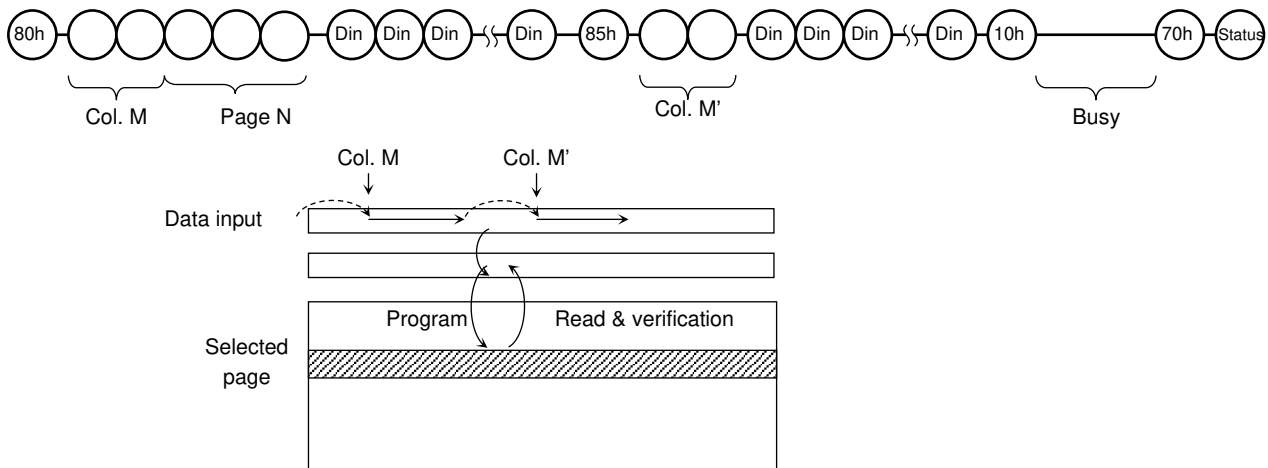 80h Din Din Din Din 85h Din Din Din Din 10h 70h Status
Col. M Page N Col. M’ Busy
Col. M Col. M’
Data input
Program Read & verification
Selected
page